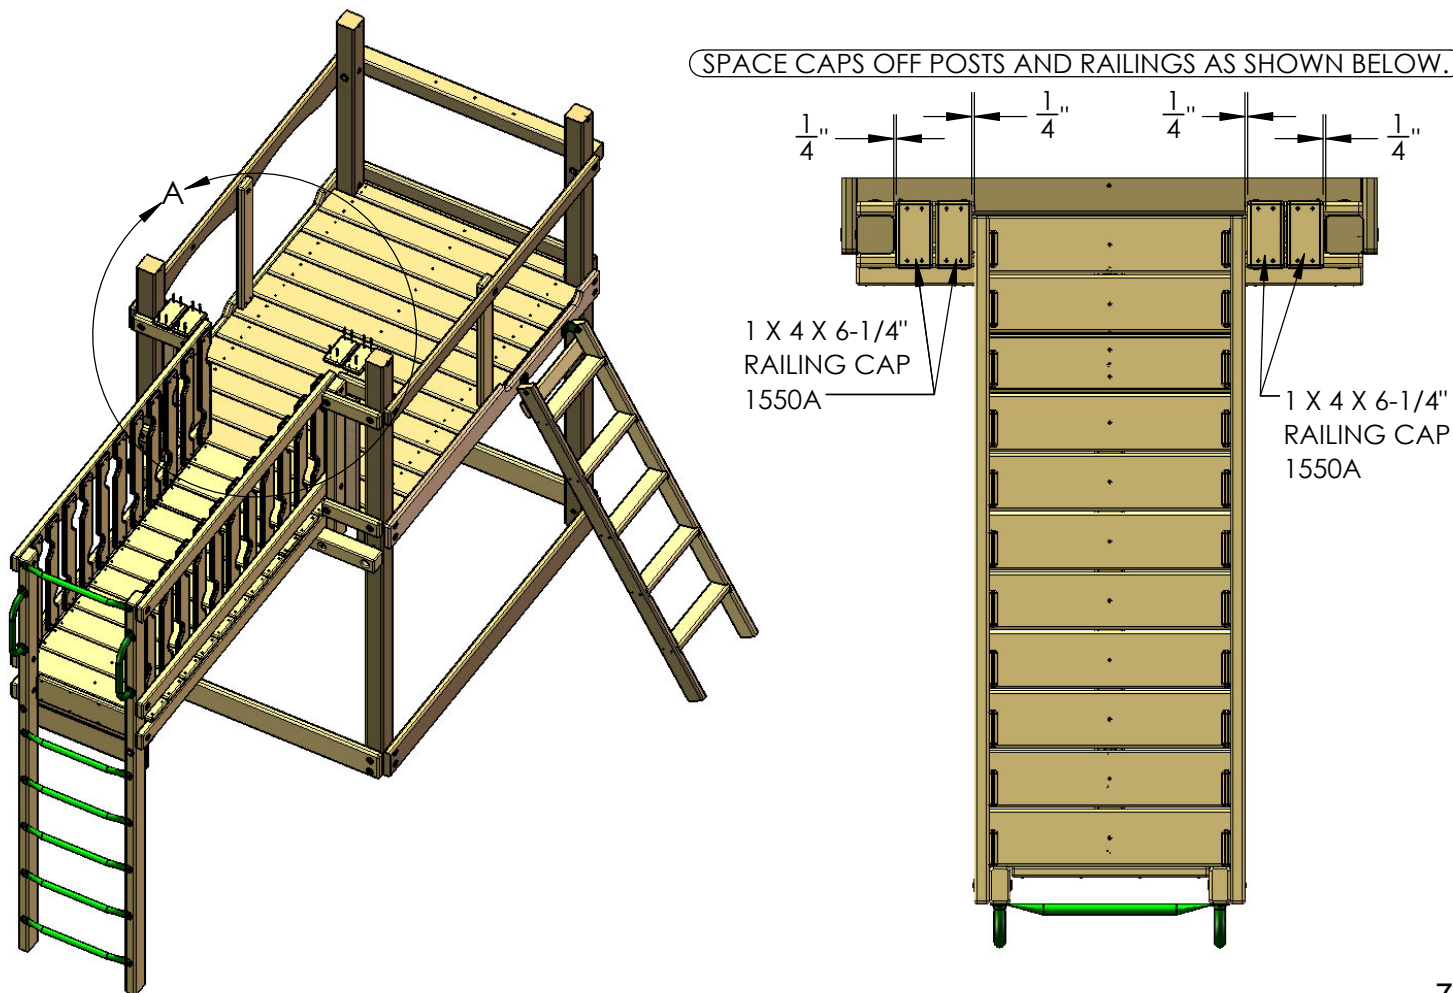 SPACE CAPS OFF POSTS AND RAILINGS AS SHOWN BELOW.
1/4" 1/4" 1/4" 1/4"
A
1 X 4 X 6-1/4"
RAILING CAP
1550A
1 X 4 X 6-1/4"
RAILING CAP
1550A